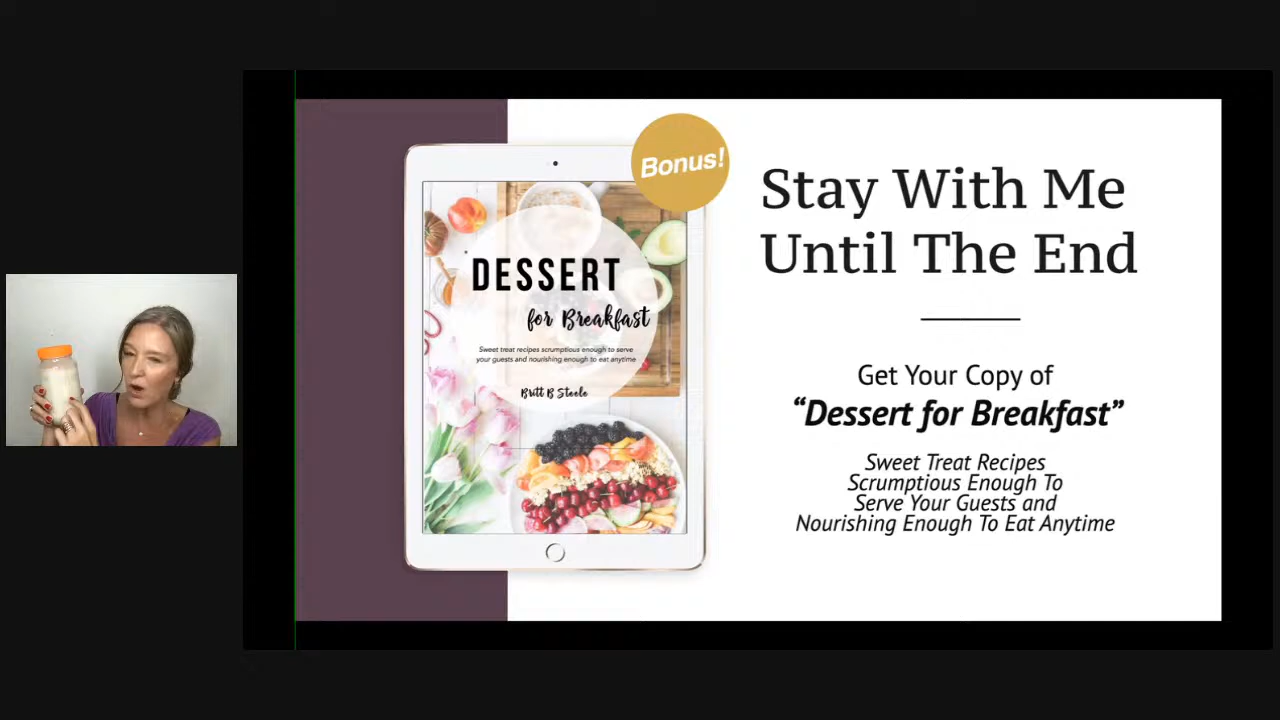 Bonus!
DESSERT
for Breakfast
Sweet treat recipes scrumptious enough to serve
your guests and nourishing enough to eat anytime
Britt B Steele
Stay With Me
Until The End
Get Your Copy of
“Dessert for Breakfast”
Sweet Treat Recipes
Scrumptious Enough To
Serve Your Guests and
Nourishing Enough To Eat Anytime